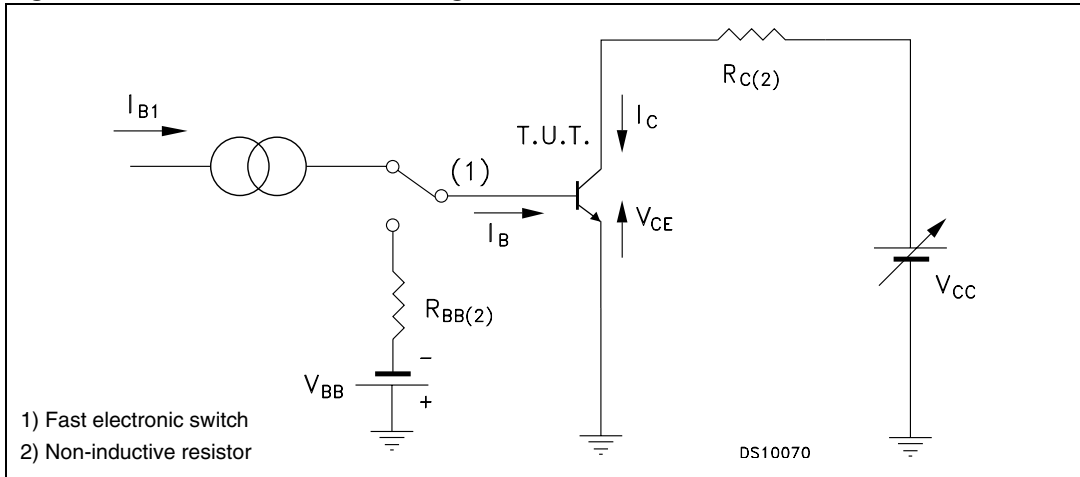 I_B1
R_C(2)
I_C
T.U.T.
(1)
V_CE
I_B
V_CC
R_BB(2)
V_BB
−
+
1) Fast electronic switch
2) Non-inductive resistor
DS10070